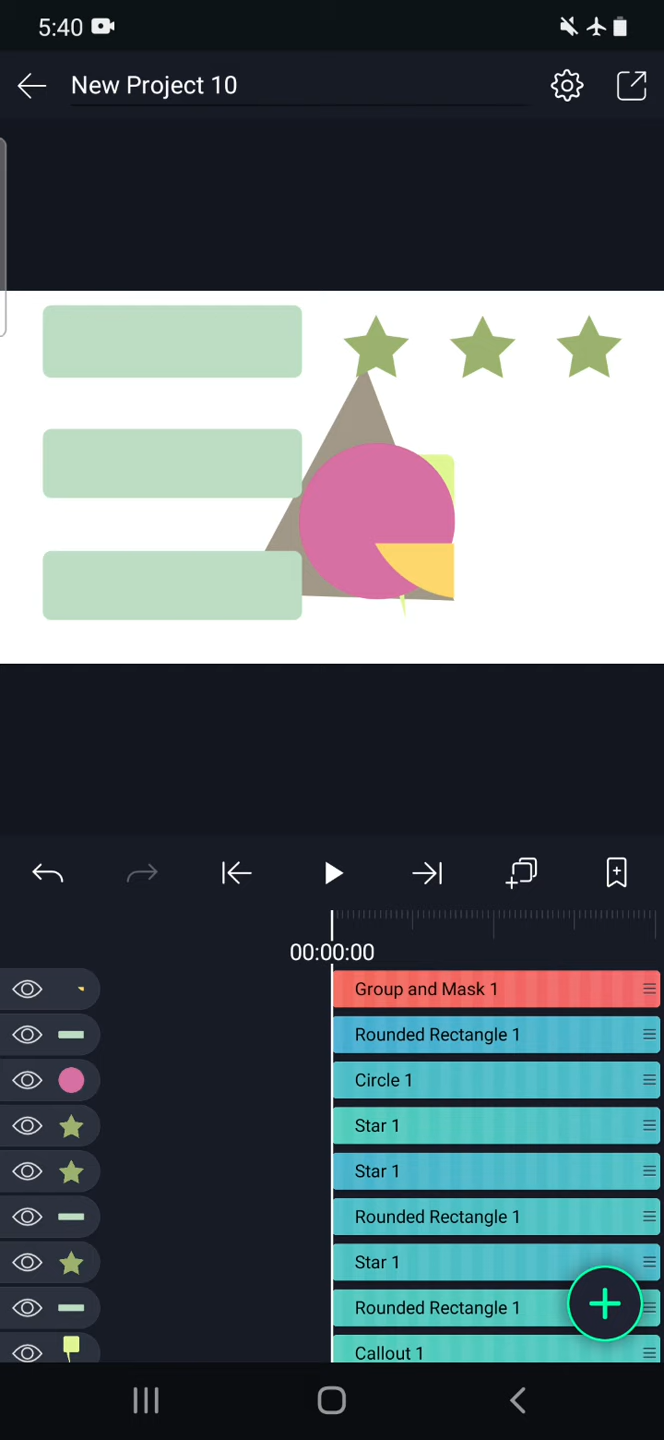 5:40
New Project 10
00:00:00
Group and Mask 1
Rounded Rectangle 1
Circle 1
Star 1
Star 1
Rounded Rectangle 1
Star 1
Rounded Rectangle 1
Callout 1